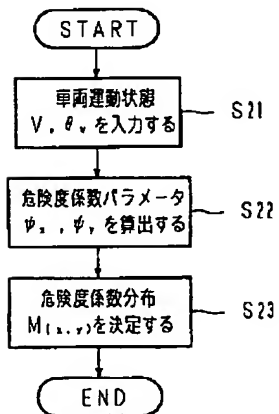 START
車両運動状態
V, θv を入力する
S21
危険度係数パラメータ
ψx, ψy を算出する
S22
危険度係数分布
M(x,y)を決定する
S23
END